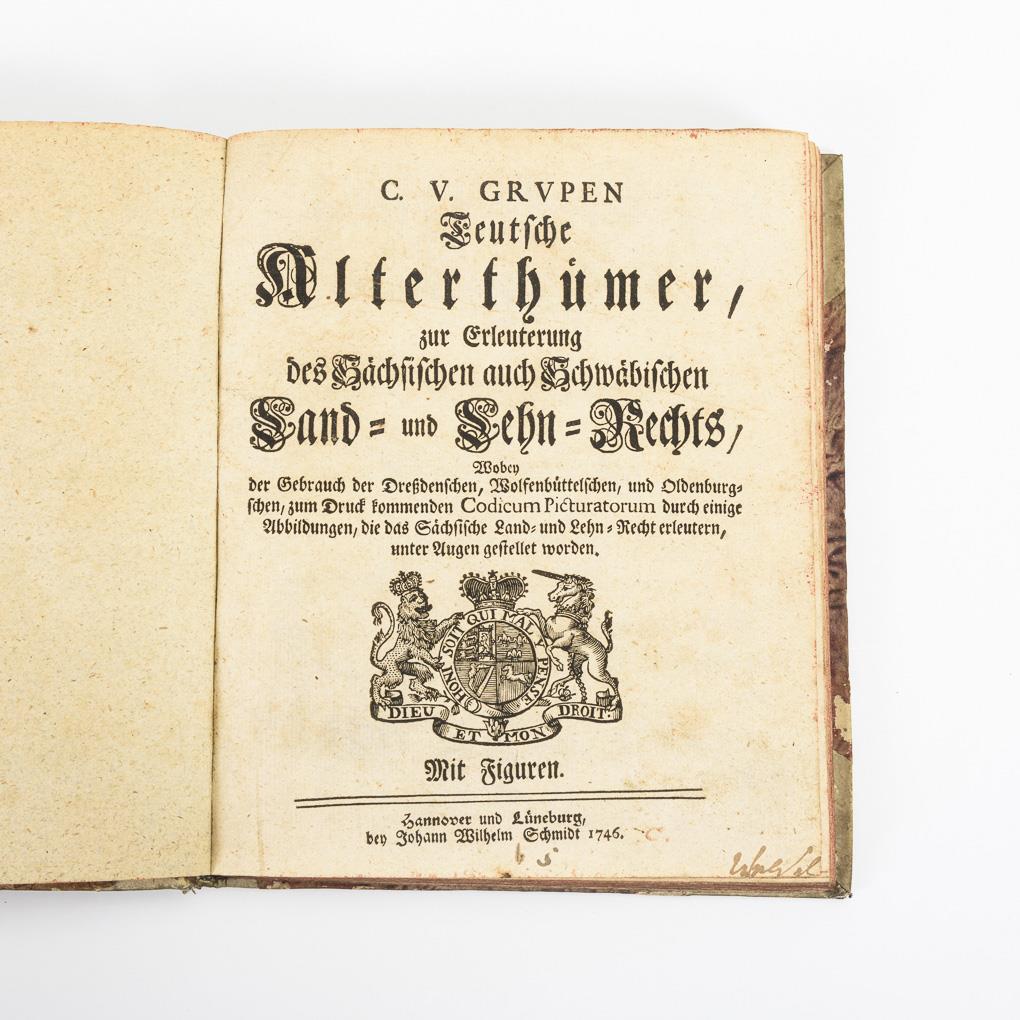 C. V. GRVPEN
Teutsche
Alterthümer,
zur Erleuterung
des Sächsischen auch Schwäbischen
Land- und Lehn-Rechts,
Wobey
der Gebrauch der Dreßdenschen, Wolfenbüttelschen, und Oldenburg-
schen, zum Druck kommenden Codicum Picturatorum durch einige
Abbildungen, die das Sächsische Land- und Lehn-Recht erleutern,
unter Augen gestellet worden.
HONI SOIT QUI MAL Y PENSE
DIEU ET MON DROIT.
Mit Figuren.
Hannover und Lüneburg,
bey Johann Wilhelm Schmidt 1746.